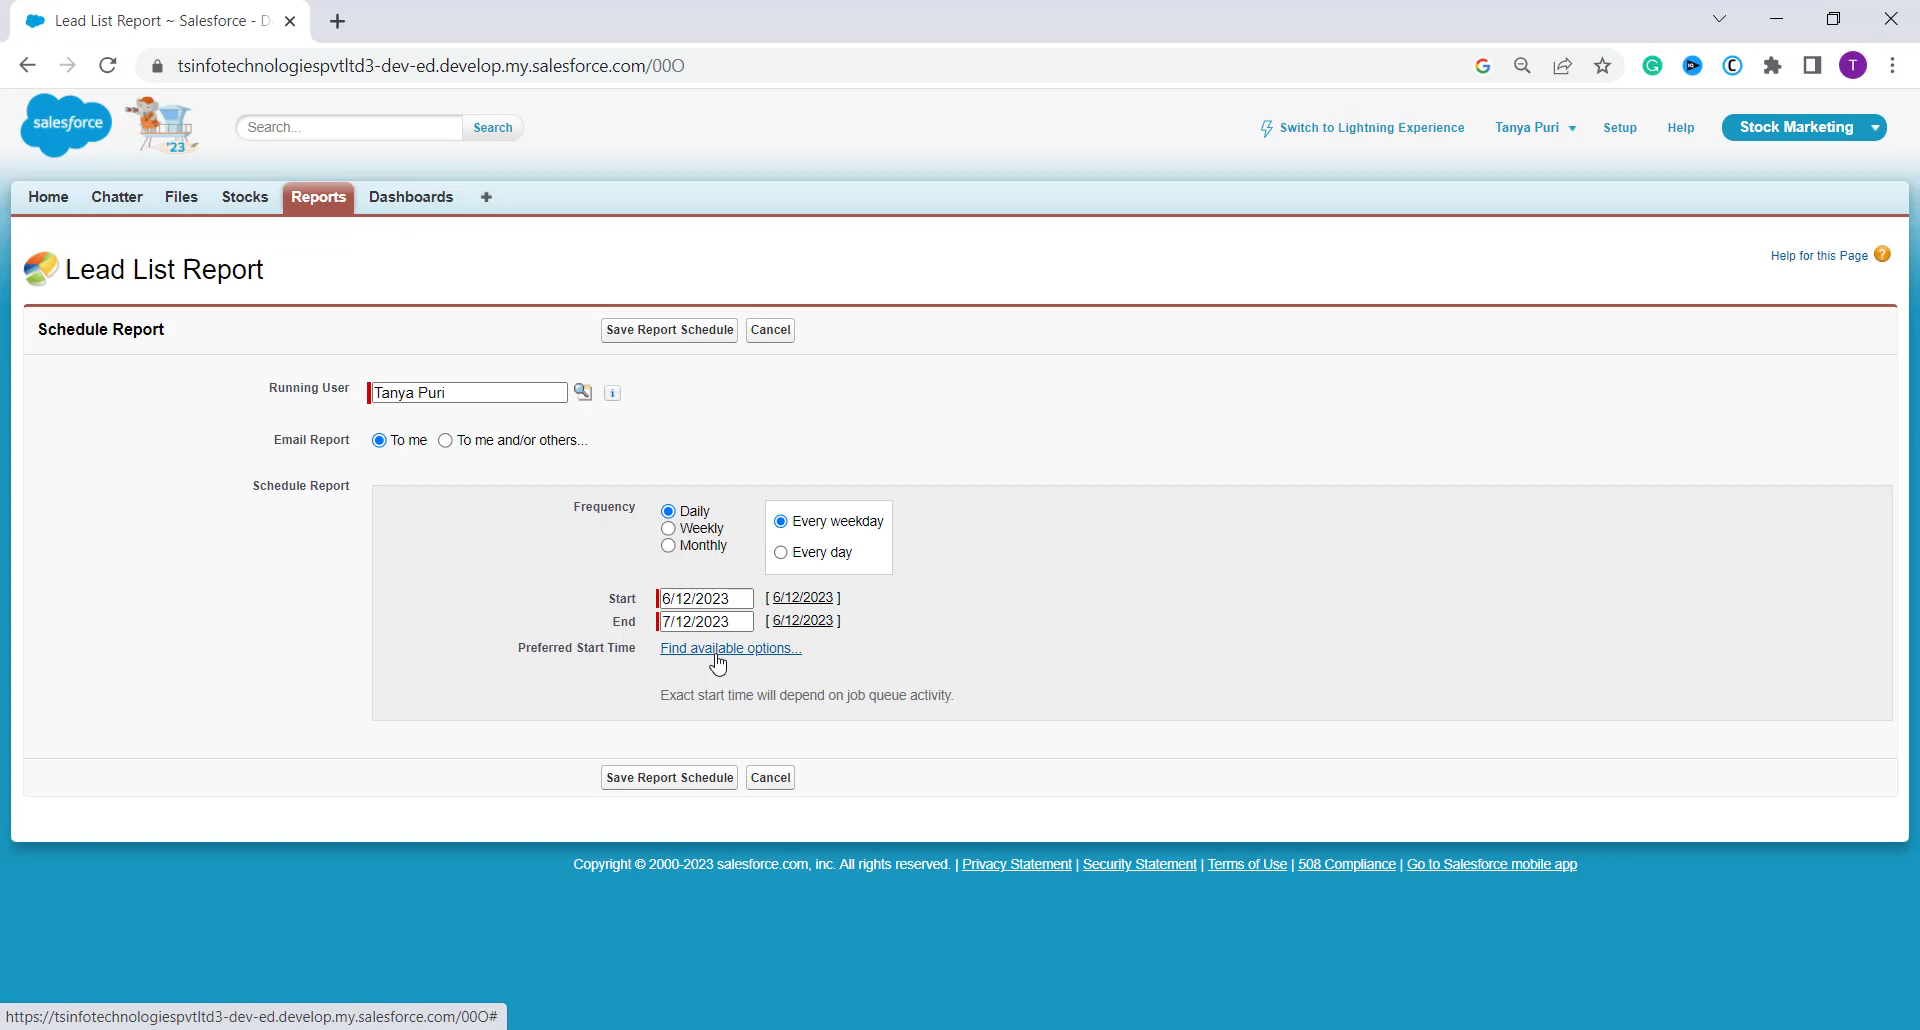 Lead List Report ~ Salesforce - D
tsinfotechnologiespvtltd3-dev-ed.develop.my.salesforce.com/00O
T
salesforce
'23
Search...
Search
Switch to Lightning Experience
Tanya Puri
Setup
Help
Stock Marketing
Home
Chatter
Files
Stocks
Reports
Dashboards
Lead List Report
Help for this Page
Schedule Report
Save Report Schedule
Cancel
Running User
Tanya Puri
Email Report
To me
To me and/or others...
Schedule Report
Frequency
Daily
Weekly
Monthly
Every weekday
Every day
Start
6/12/2023
[ 6/12/2023 ]
End
7/12/2023
[ 6/12/2023 ]
Preferred Start Time
Find available options...
Exact start time will depend on job queue activity.
Save Report Schedule
Cancel
Copyright © 2000-2023 salesforce.com, inc. All rights reserved. | Privacy Statement | Security Statement | Terms of Use | 508 Compliance | Go to Salesforce mobile app
https://tsinfotechnologiespvtltd3-dev-ed.develop.my.salesforce.com/00O#